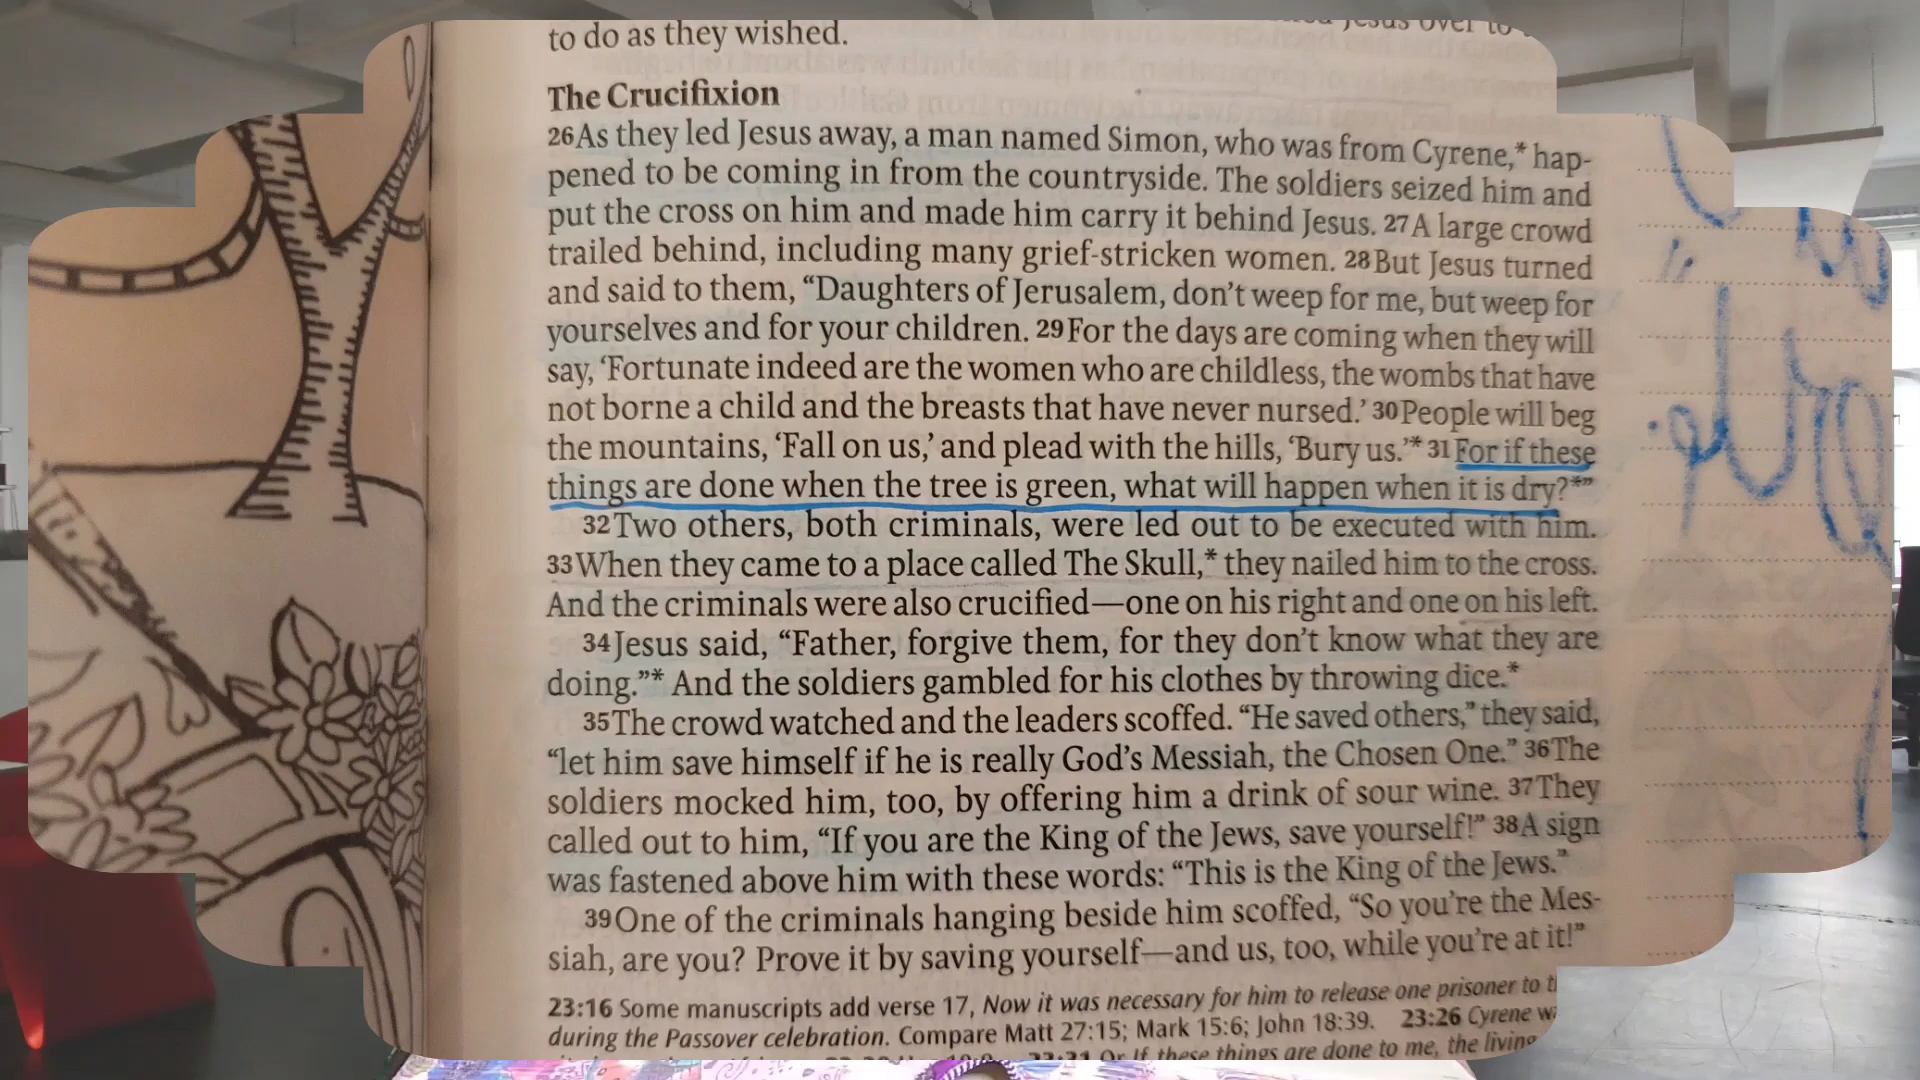 Jesus over to
to do as they wished.
The Crucifixion
26As they led Jesus away, a man named Simon, who was from Cyrene,* hap-
pened to be coming in from the countryside. The soldiers seized him and
put the cross on him and made him carry it behind Jesus. 27A large crowd
trailed behind, including many grief-stricken women. 28But Jesus turned
and said to them, “Daughters of Jerusalem, don’t weep for me, but weep for
yourselves and for your children. 29For the days are coming when they will
say, ‘Fortunate indeed are the women who are childless, the wombs that have
not borne a child and the breasts that have never nursed.’ 30People will beg
the mountains, ‘Fall on us,’ and plead with the hills, ‘Bury us.’* 31For if these
things are done when the tree is green, what will happen when it is dry?*”
32Two others, both criminals, were led out to be executed with him.
33When they came to a place called The Skull,* they nailed him to the cross.
And the criminals were also crucified—one on his right and one on his left.
34Jesus said, “Father, forgive them, for they don’t know what they are
doing.”* And the soldiers gambled for his clothes by throwing dice.*
35The crowd watched and the leaders scoffed. “He saved others,” they said,
“let him save himself if he is really God’s Messiah, the Chosen One.” 36The
soldiers mocked him, too, by offering him a drink of sour wine. 37They
called out to him, “If you are the King of the Jews, save yourself!” 38A sign
was fastened above him with these words: “This is the King of the Jews.”
39One of the criminals hanging beside him scoffed, “So you’re the Mes-
siah, are you? Prove it by saving yourself—and us, too, while you’re at it!”
23:16 Some manuscripts add verse 17, Now it was necessary for him to release one prisoner to
during the Passover celebration. Compare Matt 27:15; Mark 15:6; John 18:39. 23:26 Cyrene
23:31 Or If these things are done to me, the living